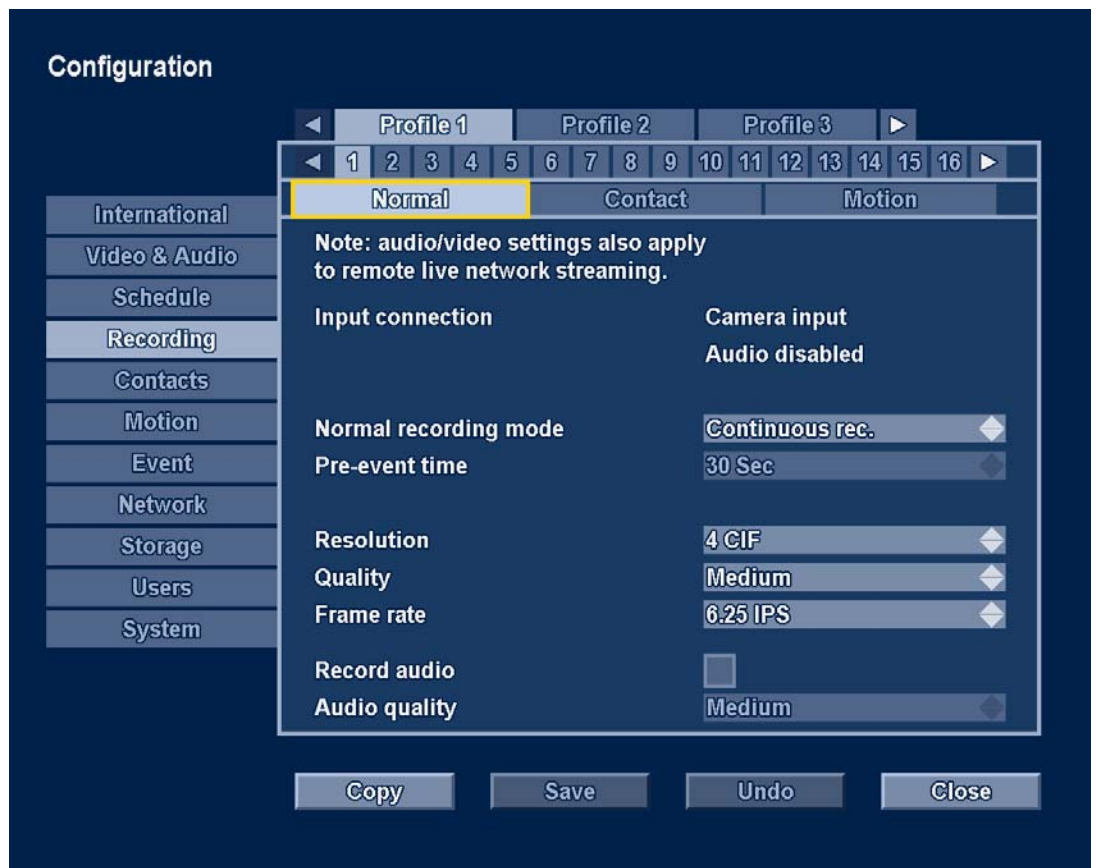 Configuration
Profile 1 Profile 2 Profile 3
1 2 3 4 5 6 7 8 9 10 11 12 13 14 15 16
Normal Contact Motion
International
Video & Audio
Schedule
Recording
Contacts
Motion
Event
Network
Storage
Users
System
Note: audio/video settings also apply
to remote live network streaming.
Input connection Camera input
Audio disabled
Normal recording mode Continuous rec.
Pre-event time 30 Sec
Resolution 4 CIF
Quality Medium
Frame rate 6.25 IPS
Record audio
Audio quality Medium
Copy Save Undo Close